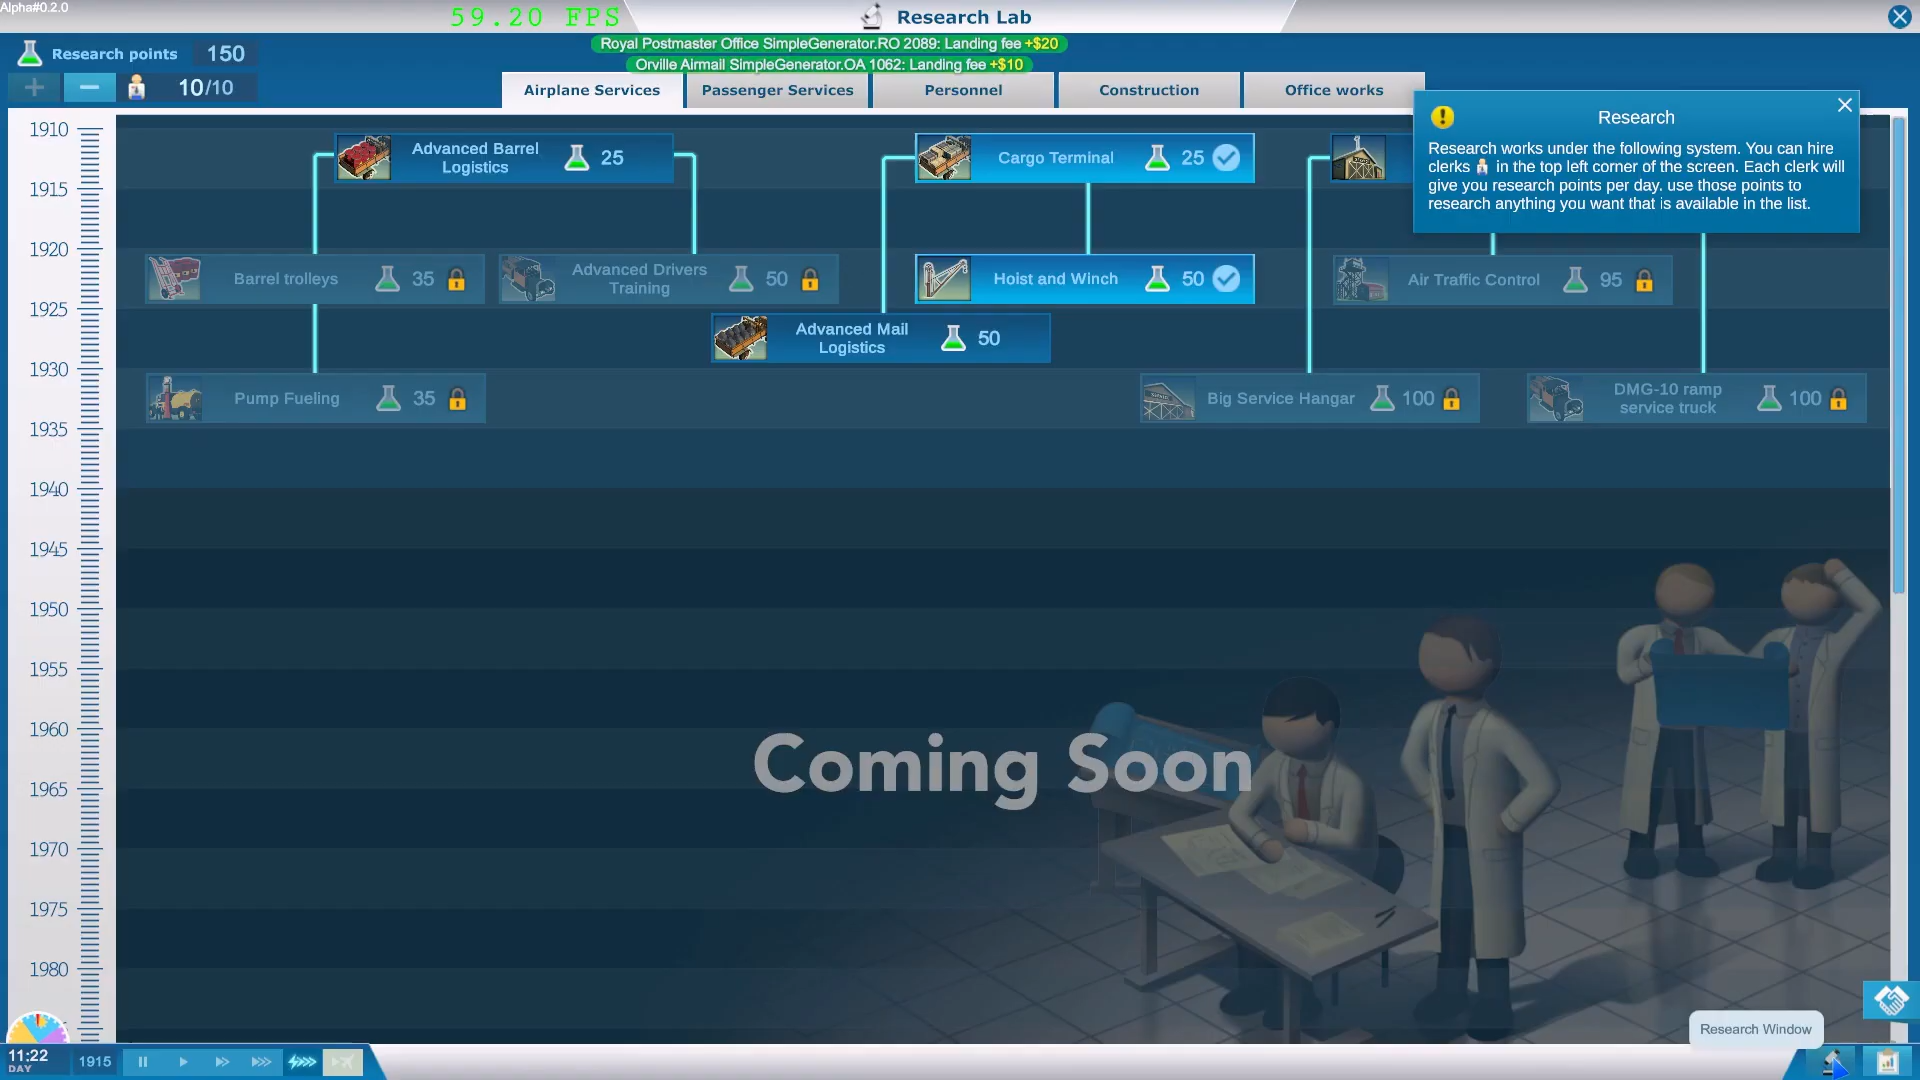 Alpha#0.2.0
59.20 FPS
Research Lab
Research points 150
Royal Postmaster Office SimpleGenerator.RO 2089: Landing fee +$20
Orville Airmail SimpleGenerator.OA 1062: Landing fee +$10
10/10
Airplane Services
Passenger Services
Personnel
Construction
Office works
Research
Research works under the following system. You can hire
clerks in the top left corner of the screen. Each clerk will
give you research points per day. use those points to
research anything you want that is available in the list.
1910
Advanced Barrel
Logistics
25
Cargo Terminal
25
1915
1920
Barrel trolleys
35
Advanced Drivers
Training
50
Hoist and Winch
50
Air Traffic Control
95
1925
Advanced Mail
Logistics
50
1930
Pump Fueling
35
Big Service Hangar
100
DMG-10 ramp
service truck
100
1935
1940
1945
1950
1955
1960
Coming Soon
1965
1970
1975
1980
Research Window
11:22
DAY
1915